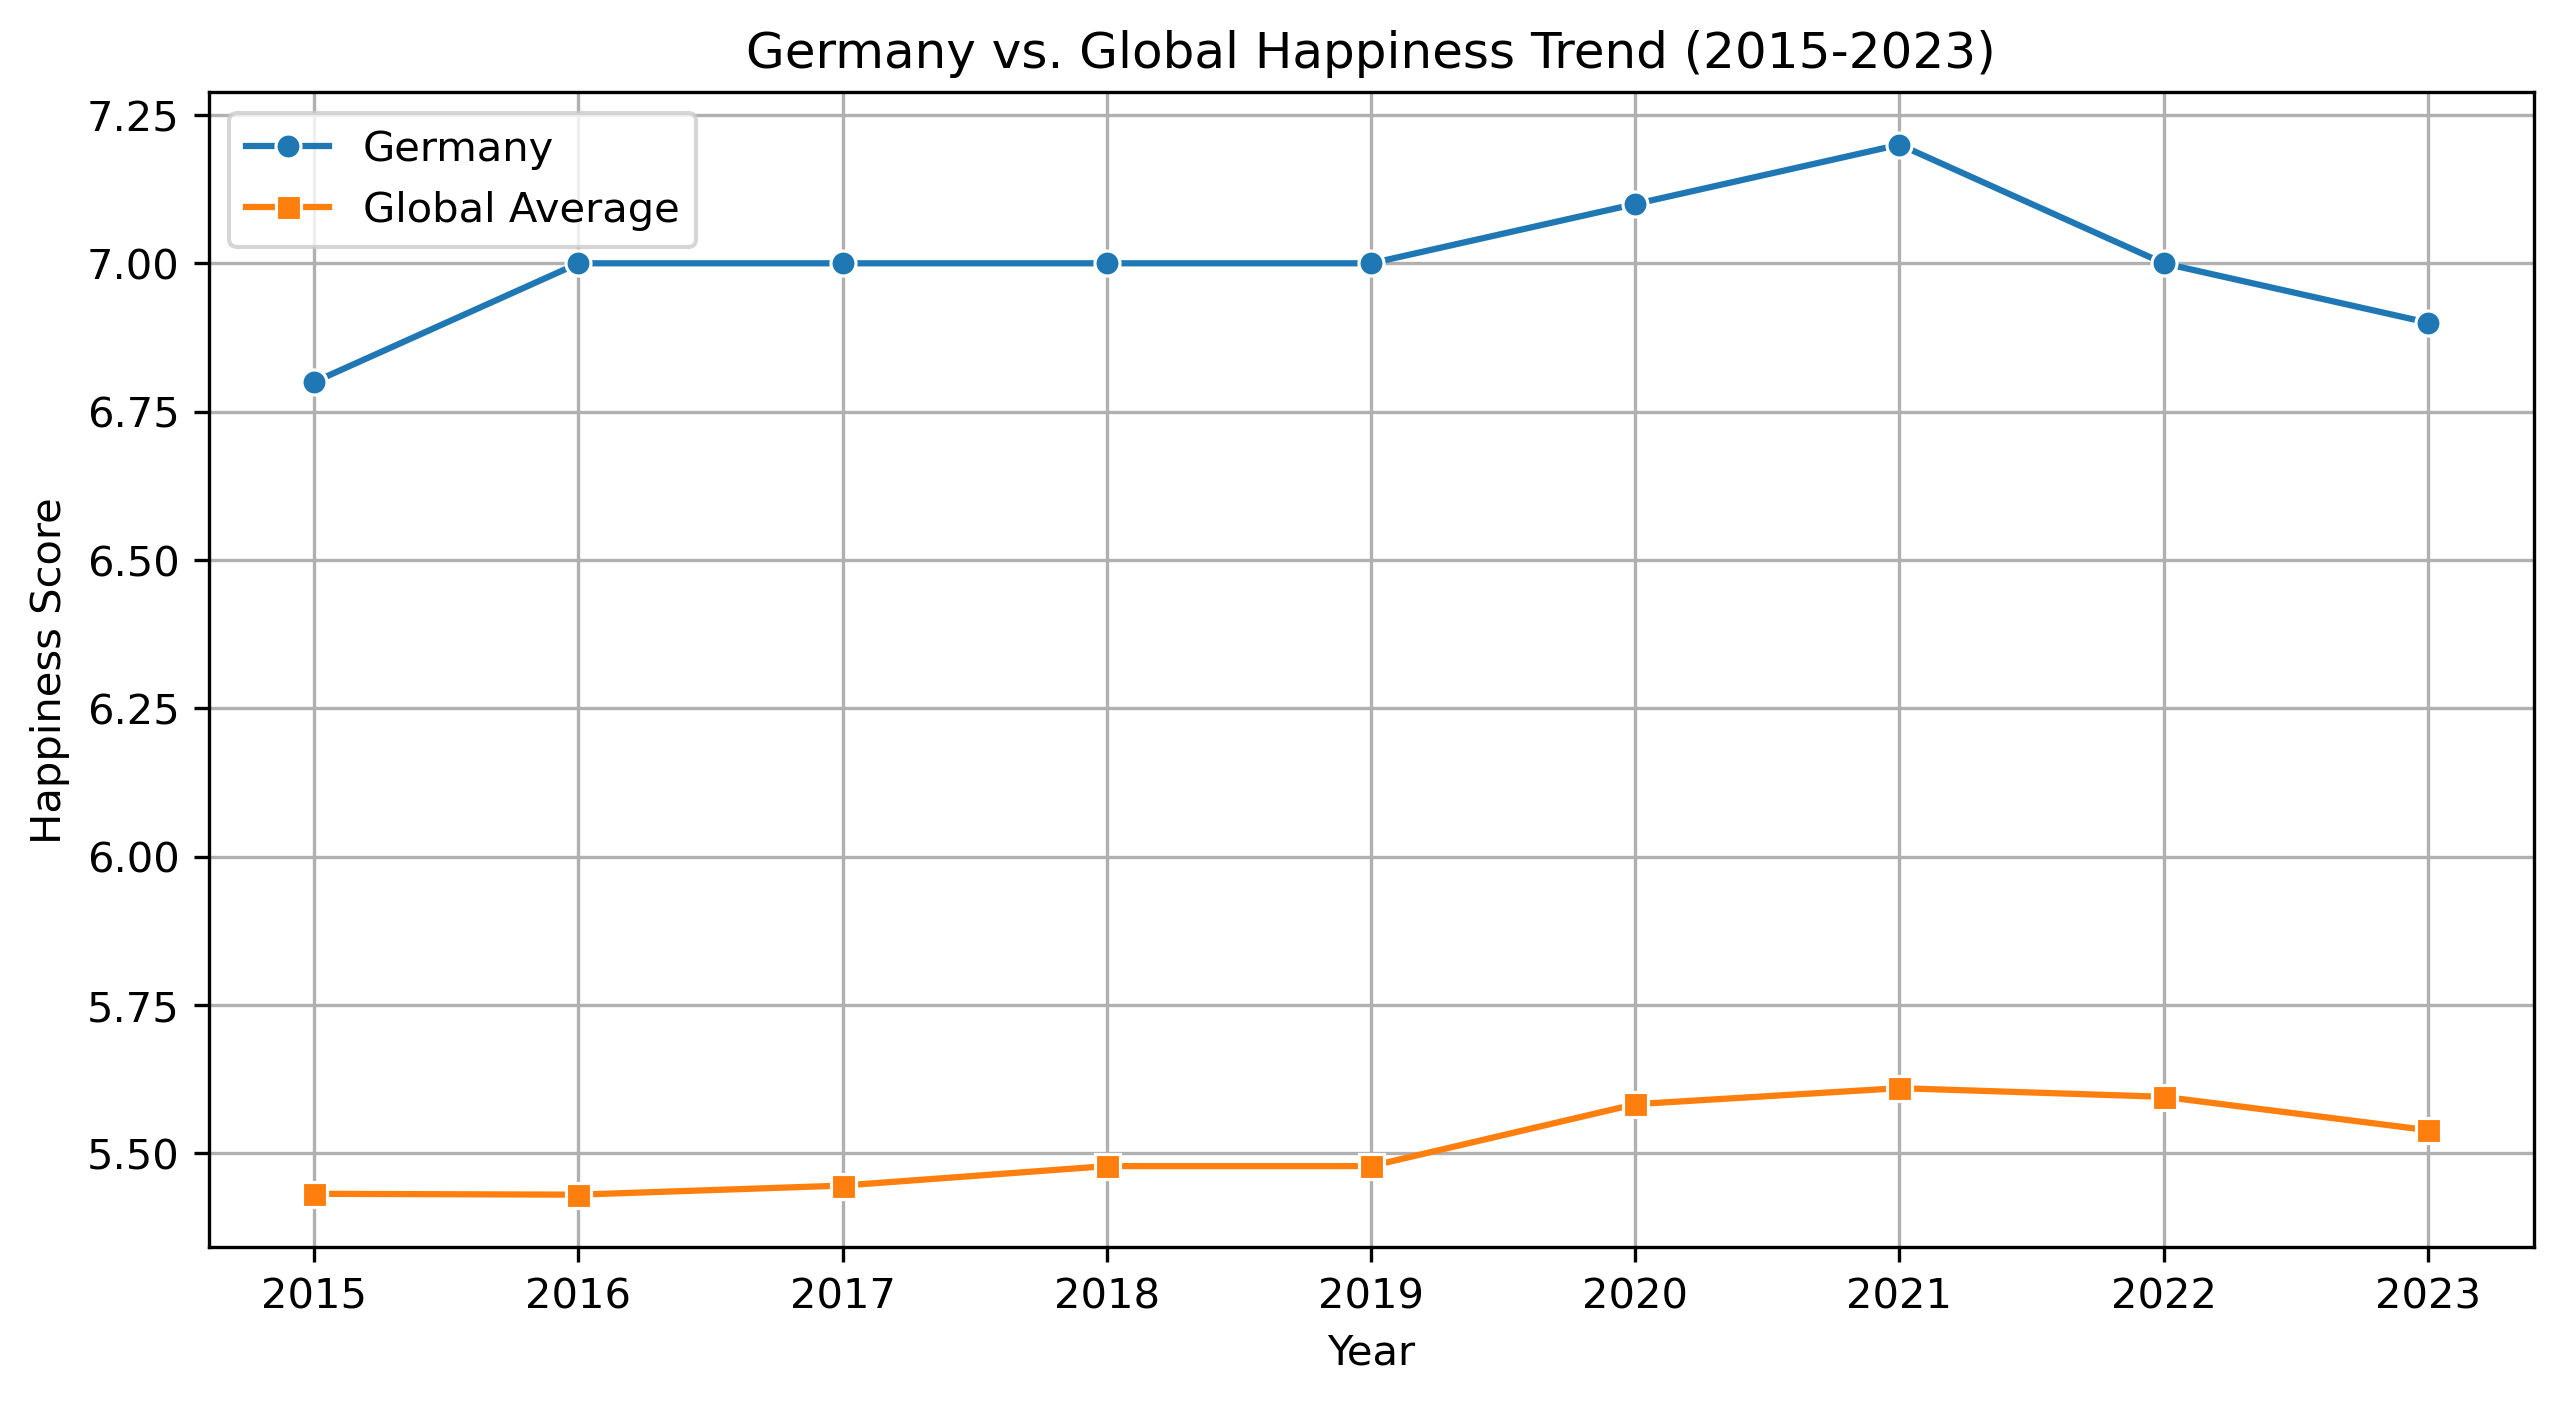 Germany vs. Global Happiness Trend (2015-2023)
Germany
Global Average
Happiness Score
7.25
7.00
6.75
6.50
6.25
6.00
5.75
5.50
2015 2016 2017 2018 2019 2020 2021 2022 2023
Year